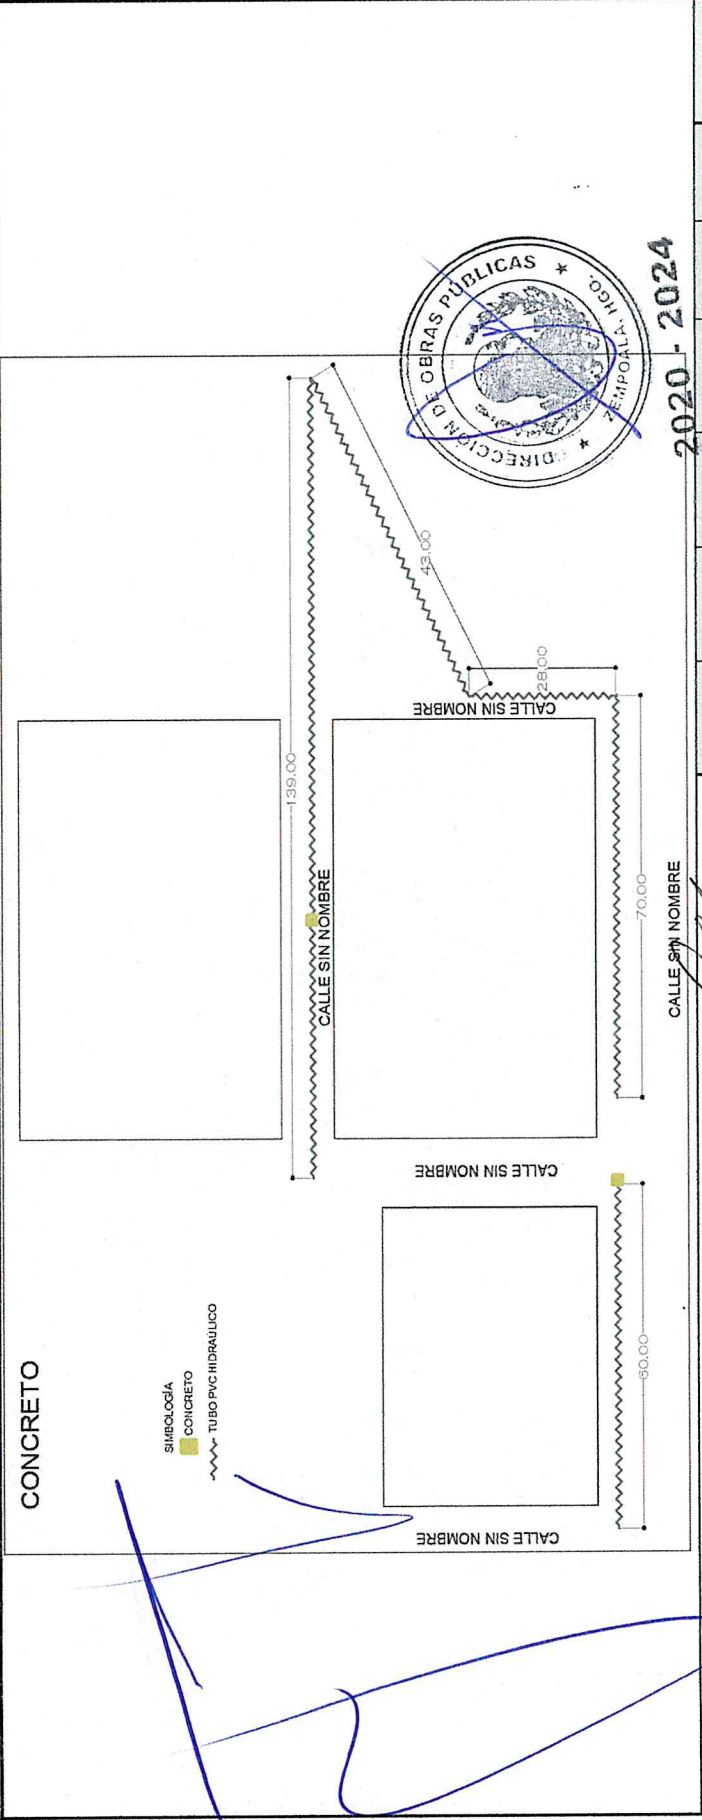 CONCRETO
SIMBOLOGÍA
CONCRETO
TUBO PVC HIDRAÚLICO
139.00
CALLE SIN NOMBRE
43.00
28.00
CALLE SIN NOMBRE
CALLE SIN NOMBRE
CALLE SIN NOMBRE
60.00
70.00
CALLE SIN NOMBRE
DIRECCIÓN DE OBRAS PÚBLICAS
ZEMPOALA, HGO.
2020 - 2024